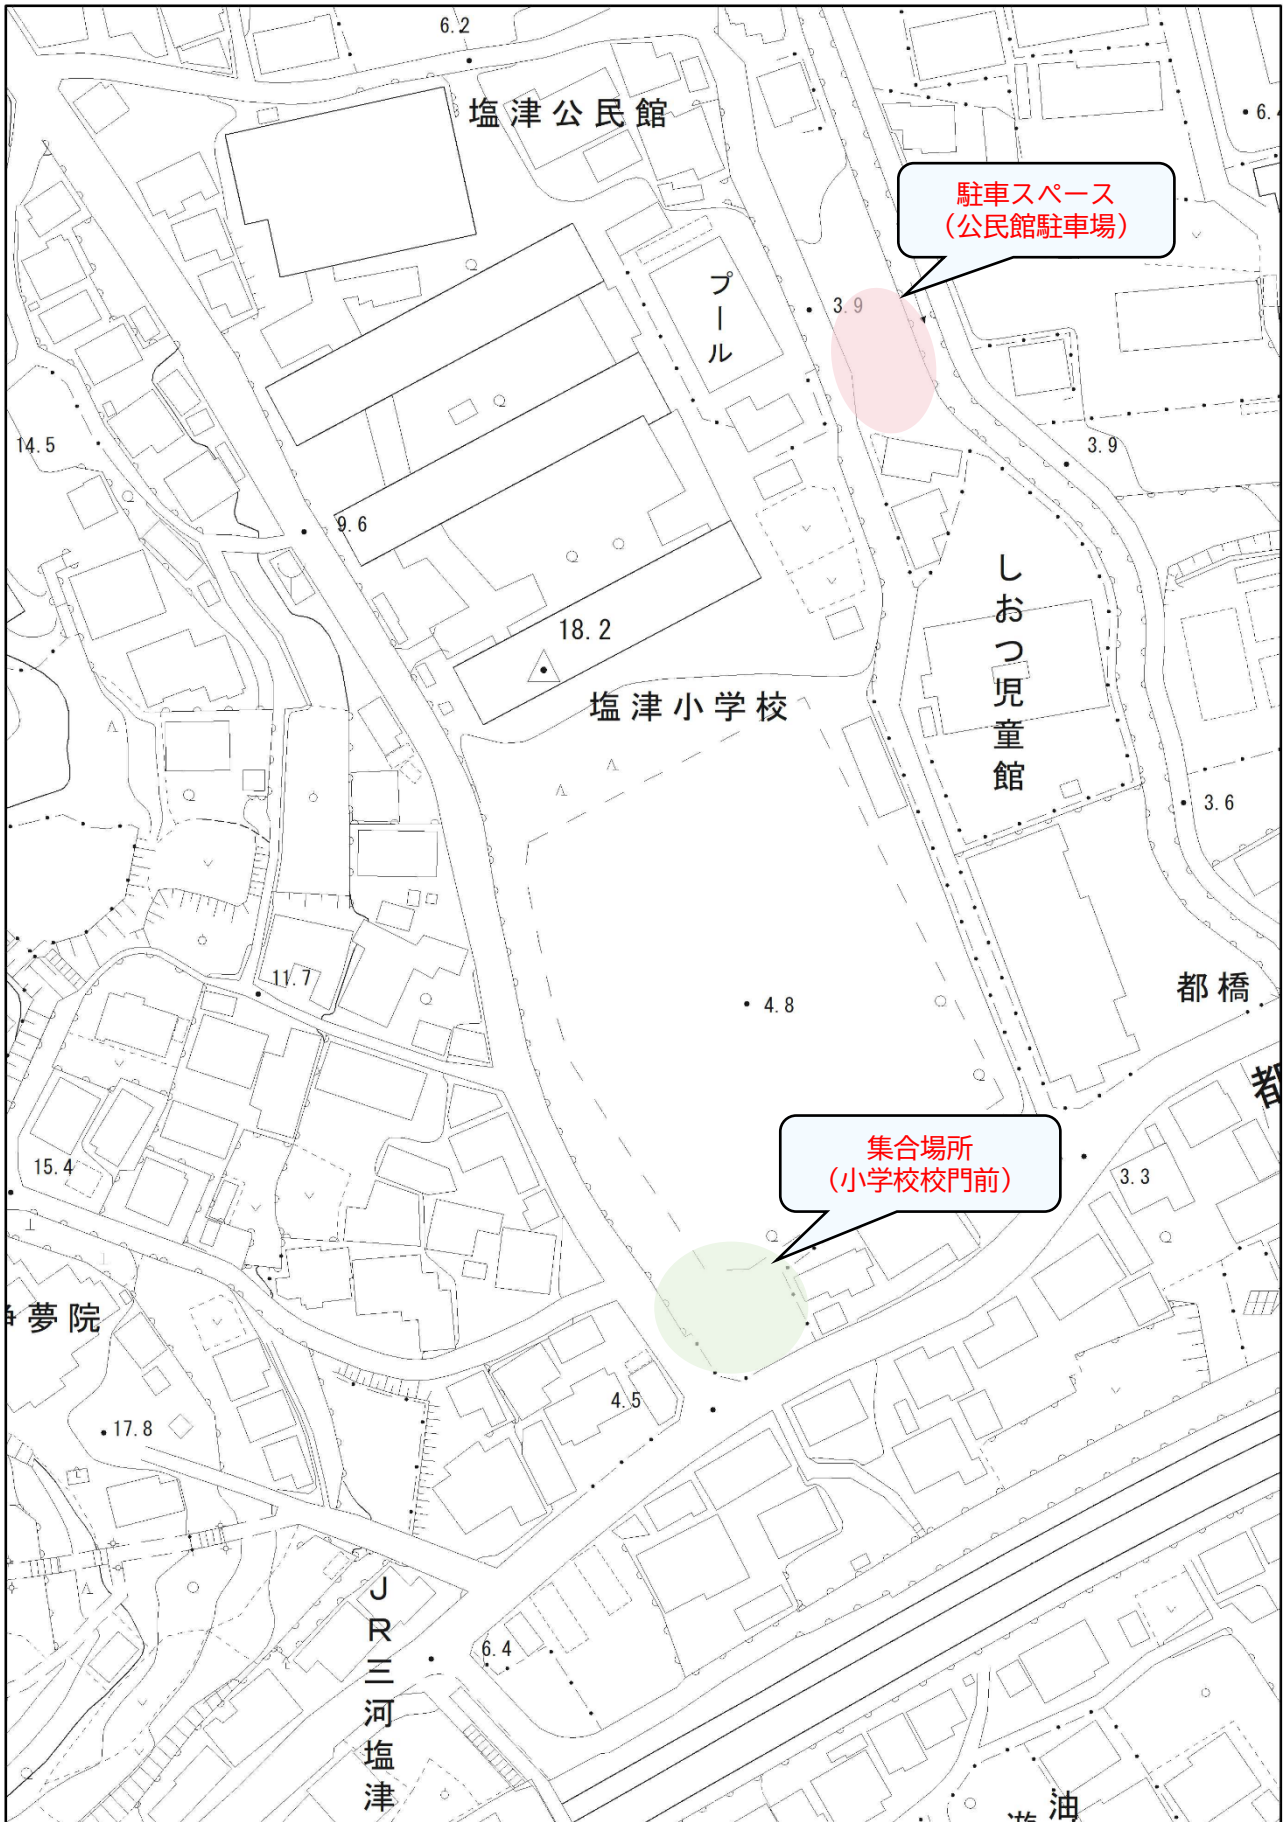 6.2
塩津公民館
6.4
駐車スペース
（公民館駐車場）
プール
3.9
14.5
3.9
9.6
しおつ児童館
18.2
塩津小学校
3.6
11.7
4.8
都橋
都
集合場所
（小学校校門前）
15.4
3.3
夢院
4.5
17.8
JR三河塩津
6.4
油